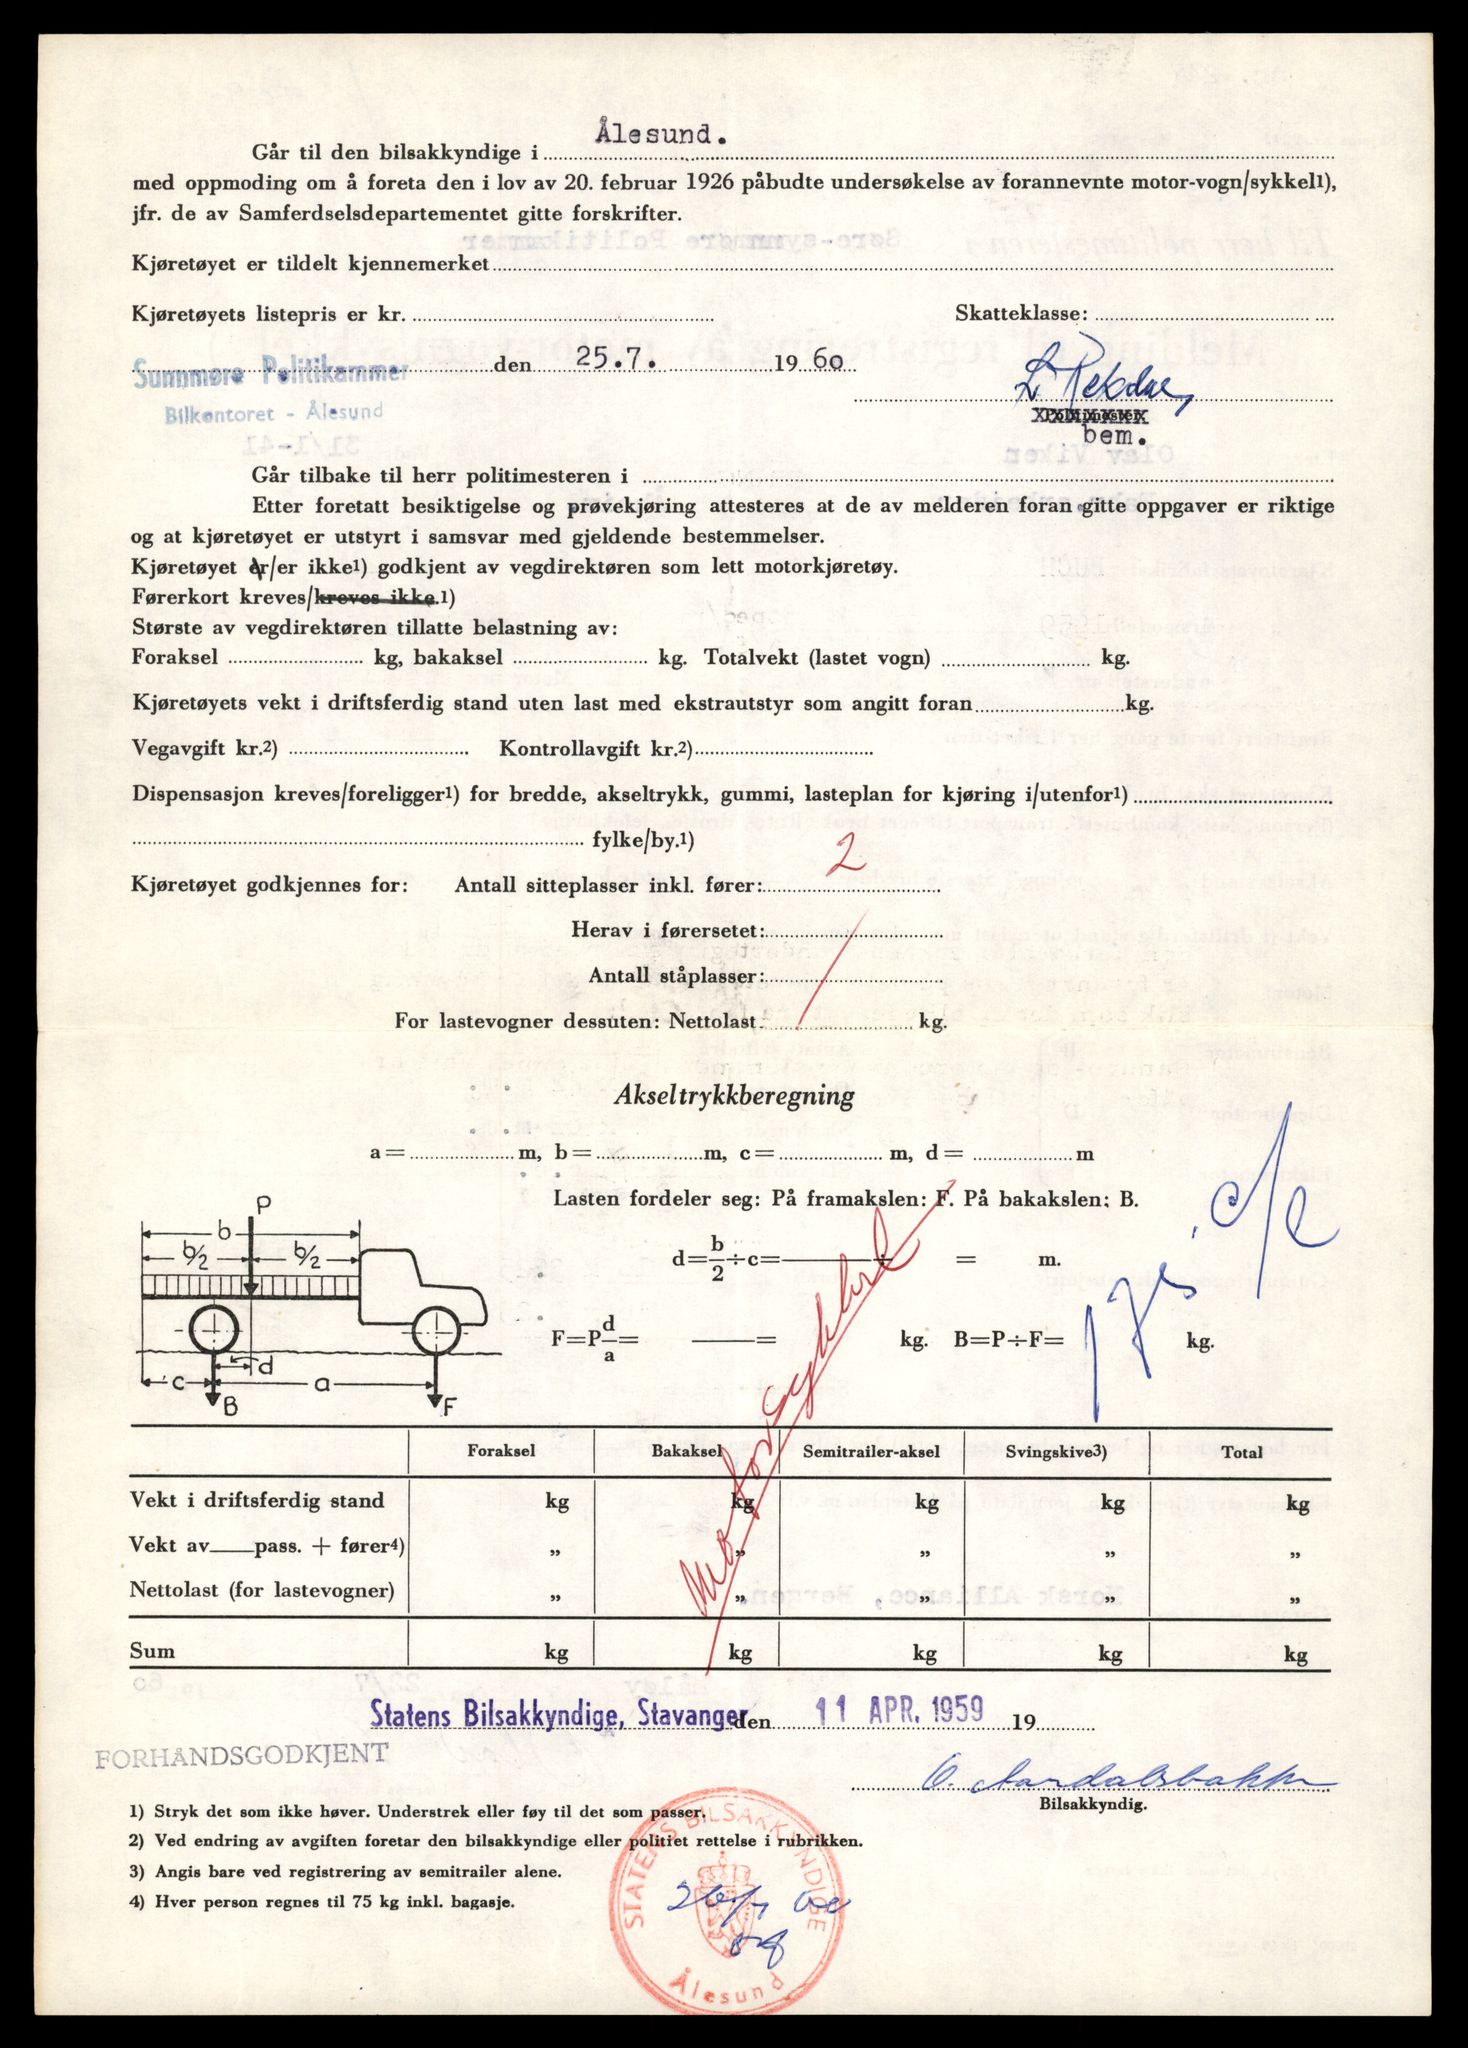 Ålesund.
Går til den bilsakkyndige i
med oppmoding om å foreta den i lov av 20. februar 1926 påbudte undersøkelse av forannevnte motor-vogn/sykkel1),
jfr. de av Samferdselsdepartementet gitte forskrifter.
Kjøretøyet er tildelt kjennemerket
Kjøretøyets listepris er kr. Skatteklasse:
Sunnmøre Politikammer den 25.7. 1960
Bilkontoret - Ålesund
Politimester
bem.
Går tilbake til herr politimesteren i
Etter foretatt besiktigelse og prøvekjøring attesteres at de av melderen foran gitte oppgaver er riktige
og at kjøretøyet er utstyrt i samsvar med gjeldende bestemmelser.
Kjøretøyet er/er ikke1) godkjent av vegdirektøren som lett motorkjøretøy.
Førerkort kreves/kreves ikke.1)
Største av vegdirektøren tillatte belastning av:
Foraksel kg, bakaksel kg. Totalvekt (lastet vogn) kg.
Kjøretøyets vekt i driftsferdig stand uten last med ekstrautstyr som angitt foran kg.
Vegavgift kr.2) Kontrollavgift kr.2)
Dispensasjon kreves/foreligger1) for bredde, akseltrykk, gummi, lasteplan for kjøring i/utenfor1)
fylke/by.1)
Kjøretøyet godkjennes for: Antall sitteplasser inkl. fører: 2
Herav i førersetet:
Antall ståplasser:
For lastevogner dessuten: Nettolast kg.
Akseltrykkberegning
a = m, b = m, c = m, d = m
Lasten fordeler seg: På framakslen: F. På bakakslen: B.
P
b
b/2 b/2
d=b/2÷c= ÷ = m.
F=P d/a= = kg. B=P÷F= kg.
d
c a
B F
Motorsykkel
Foraksel Bakaksel Semitrailer-aksel Svingskive3) Total
Vekt i driftsferdig stand kg kg kg kg kg
Vekt av pass. + fører4) „ „ „ „ „
Nettolast (for lastevogner) „ „ „ „ „
Sum kg kg kg kg kg
Statens Bilsakkyndige, Stavanger den 11 APR. 1959 19
FORHÅNDSGODKJENT
O. Aardalsbakke
Bilsakkyndig.
1) Stryk det som ikke høver. Understrek eller føy til det som passer.
2) Ved endring av avgiften foretar den bilsakkyndige eller politiet rettelse i rubrikken.
3) Angis bare ved registrering av semitrailer alene.
4) Hver person regnes til 75 kg inkl. bagasje.
STATENS BILSAKKYNDIGE
Ålesund